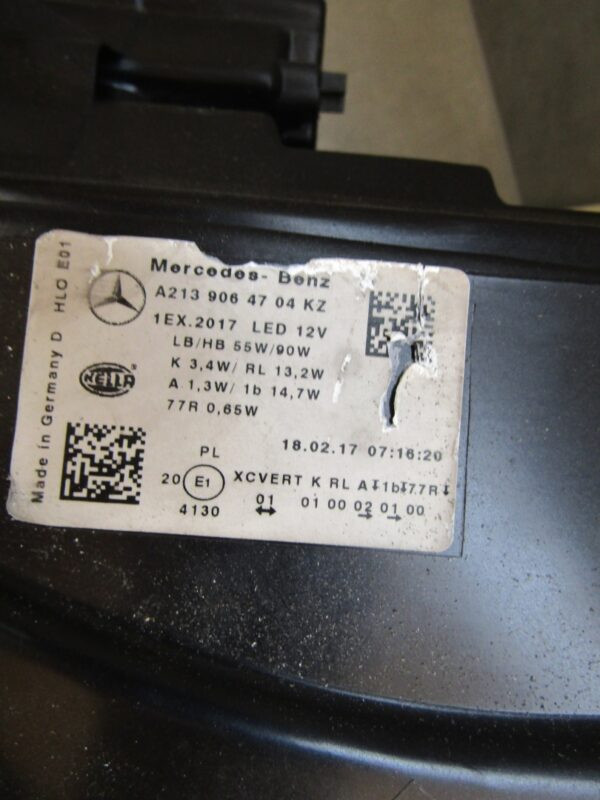 Mercedes-Benz
A213 906 47 04 KZ
1EX.2017 LED 12V
LB/HB 55W/90W
K 3,4W/ RL 13,2W
A 1,3W/ 1b 14,7W
77R 0,65W
18.02.17 07:16:20
PL
20 E1 XCVERT K RL A↧1b↧77R↧
4130 01 01 00 02 01 00
↔ → →
Made in Germany D HLO E01
HELLA ®